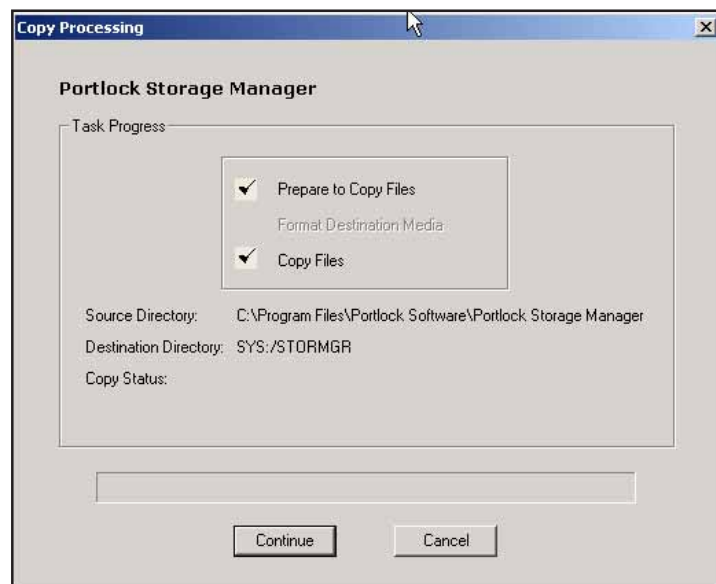 Copy Processing
Portlock Storage Manager
Task Progress
Prepare to Copy Files
Format Destination Media
Copy Files
Source Directory: C:\Program Files\Portlock Software\Portlock Storage Manager
Destination Directory: SYS:/STORMGR
Copy Status:
Continue Cancel